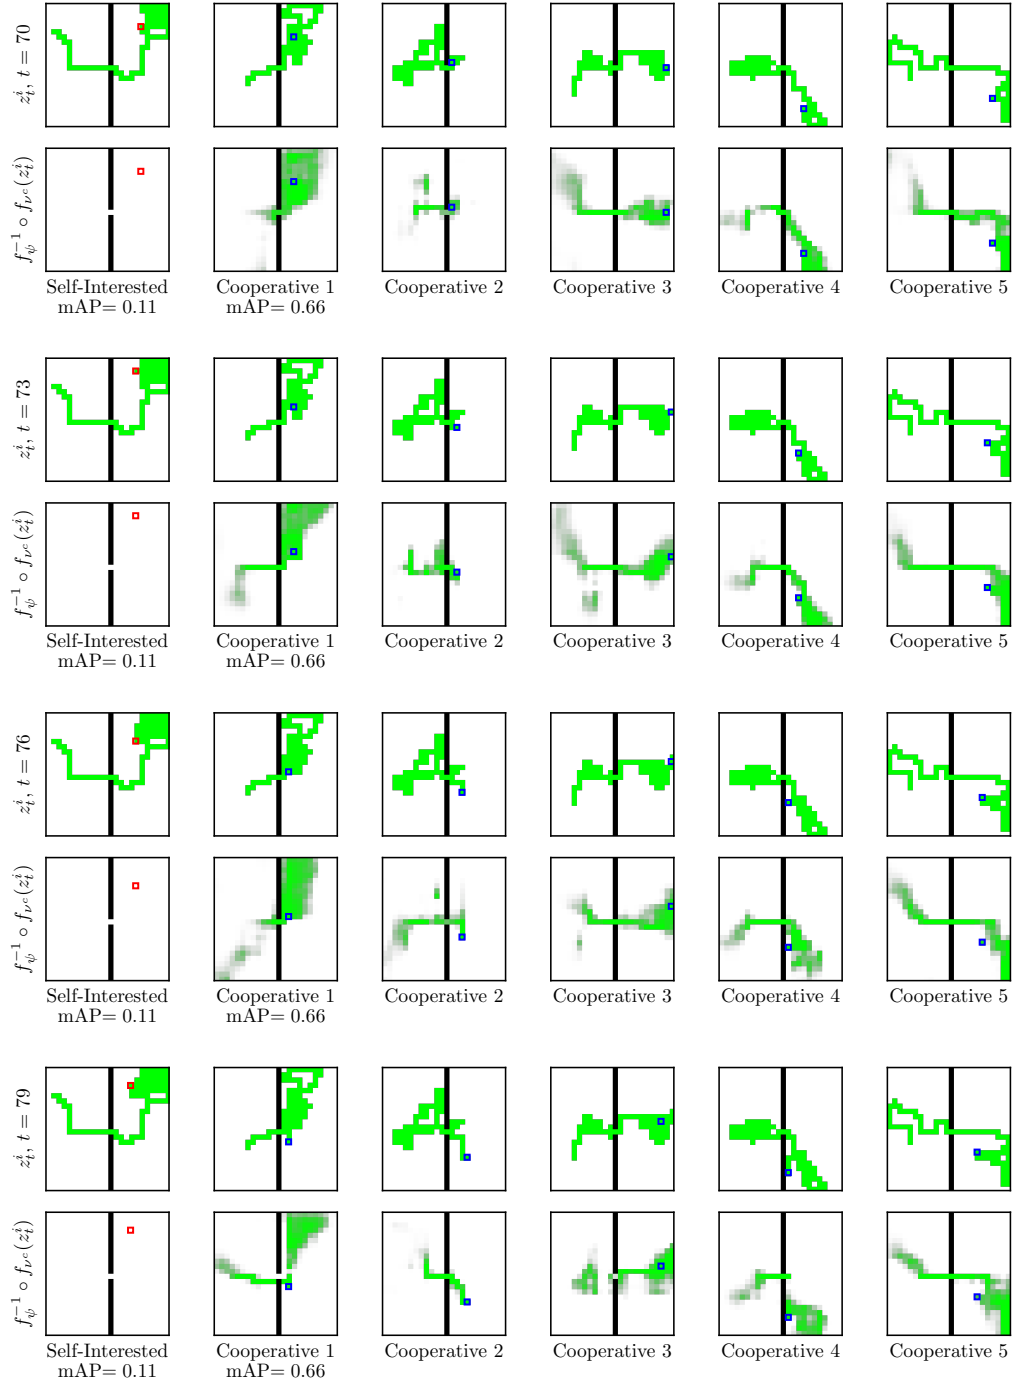 z_t^i, t = 70
f_ψ^{-1} ∘ f_{ν^c}(z_t^i)
Self-Interested
mAP= 0.11
Cooperative 1
mAP= 0.66
Cooperative 2
Cooperative 3
Cooperative 4
Cooperative 5
z_t^i, t = 73
f_ψ^{-1} ∘ f_{ν^c}(z_t^i)
Self-Interested
mAP= 0.11
Cooperative 1
mAP= 0.66
Cooperative 2
Cooperative 3
Cooperative 4
Cooperative 5
z_t^i, t = 76
f_ψ^{-1} ∘ f_{ν^c}(z_t^i)
Self-Interested
mAP= 0.11
Cooperative 1
mAP= 0.66
Cooperative 2
Cooperative 3
Cooperative 4
Cooperative 5
z_t^i, t = 79
f_ψ^{-1} ∘ f_{ν^c}(z_t^i)
Self-Interested
mAP= 0.11
Cooperative 1
mAP= 0.66
Cooperative 2
Cooperative 3
Cooperative 4
Cooperative 5